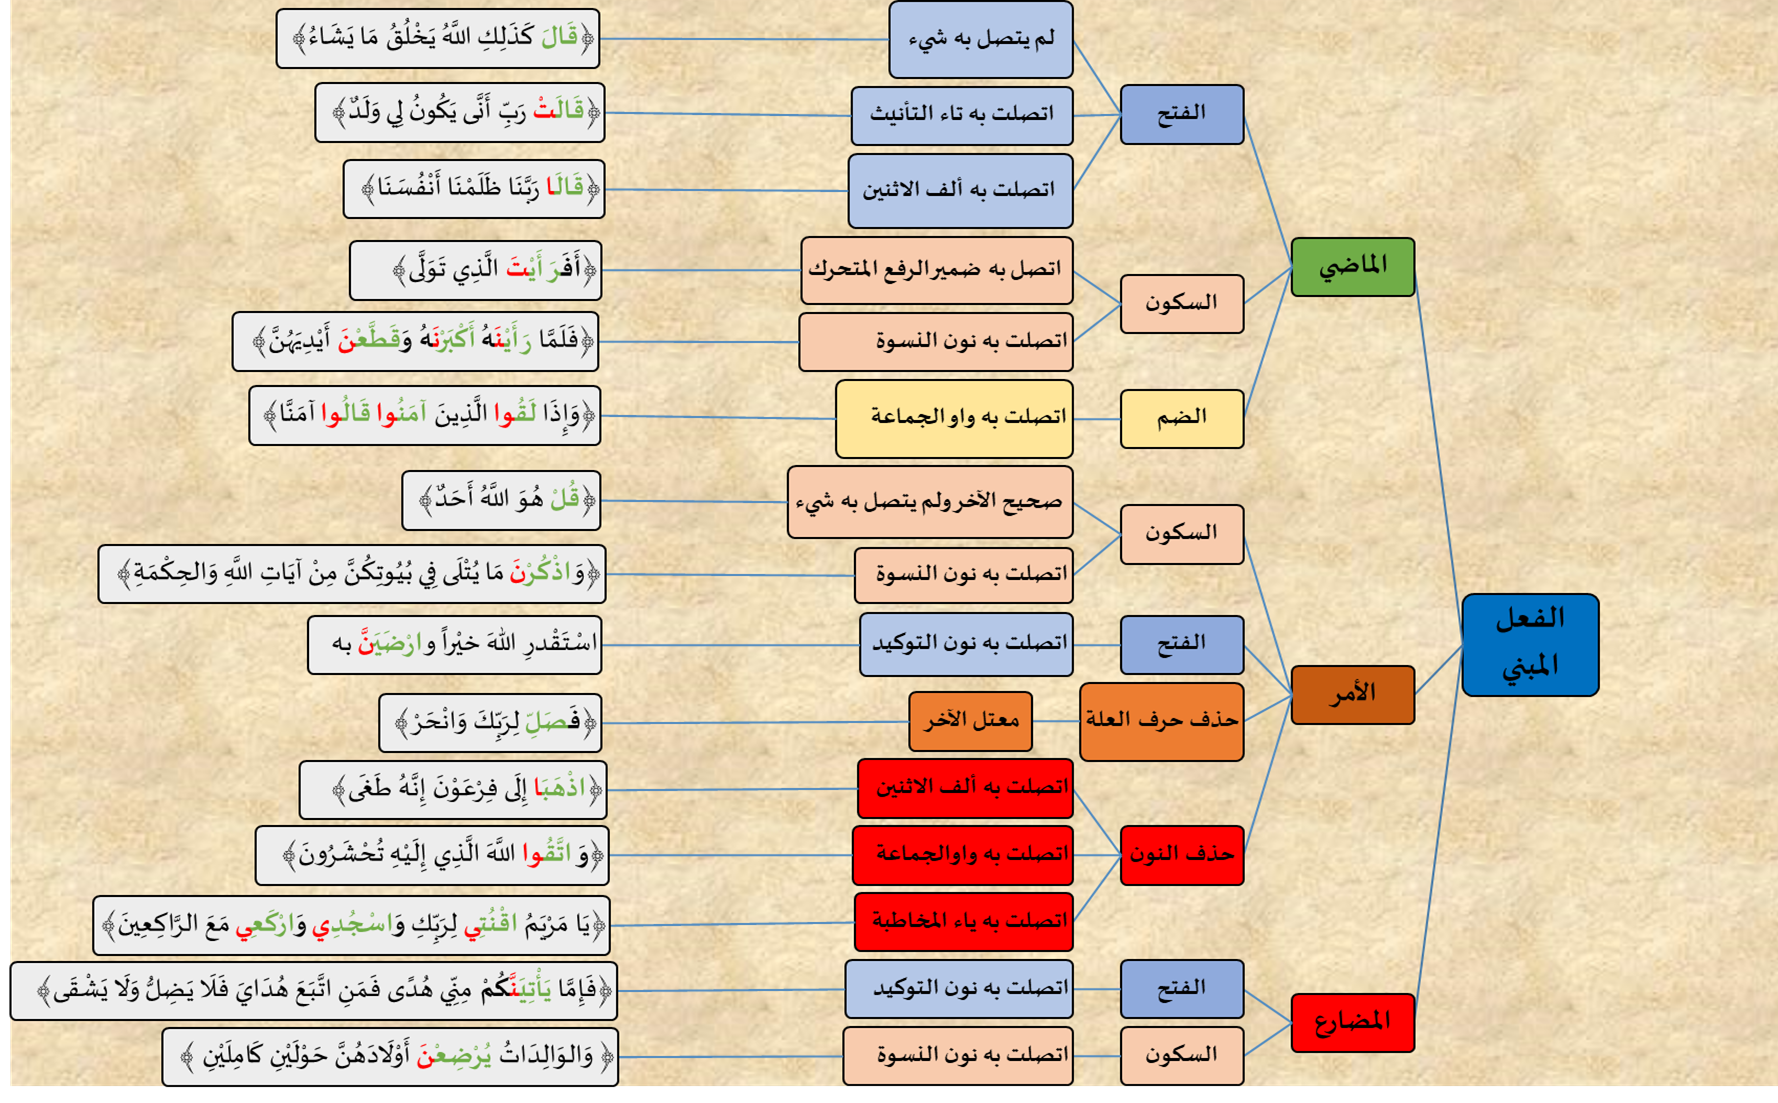 الفعل
المبني
الماضي
الفتح
لم يتصل به شيء
﴿قَالَ كَذَلِكِ اللَّهُ يَخْلُقُ مَا يَشَاءُ﴾
اتصلت به تاء التأنيث
﴿قَالَتْ رَبِّ أَنَّى يَكُونُ لِي وَلَدٌ﴾
اتصلت به ألف الاثنين
﴿قَالَا رَبَّنَا ظَلَمْنَا أَنْفُسَنَا﴾
السكون
اتصل به ضمير الرفع المتحرك
﴿أَفَرَأَيْتَ الَّذِي تَوَلَّى﴾
اتصلت به نون النسوة
﴿فَلَمَّا رَأَيْنَهُ أَكْبَرْنَهُ وَقَطَّعْنَ أَيْدِيَهُنَّ﴾
الضم
اتصلت به واو الجماعة
﴿وَإِذَا لَقُوا الَّذِينَ آمَنُوا قَالُوا آمَنَّا﴾
الأمر
السكون
صحيح الآخر ولم يتصل به شيء
﴿قُلْ هُوَ اللَّهُ أَحَدٌ﴾
اتصلت به نون النسوة
﴿وَاذْكُرْنَ مَا يُتْلَى فِي بُيُوتِكُنَّ مِنْ آيَاتِ اللَّهِ وَالحِكْمَةِ﴾
الفتح
اتصلت به نون التوكيد
اسْتَقْدرِ اللهَ خيْراً وارْضَيَنَّ به
حذف حرف العلة
معتل الآخر
﴿فَصَلِّ لِرَبِّكَ وَانْحَرْ﴾
حذف النون
اتصلت به ألف الاثنين
﴿اذْهَبَا إِلَى فِرْعَوْنَ إِنَّهُ طَغَى﴾
اتصلت به واو الجماعة
﴿وَ اتَّقُوا اللَّهَ الَّذِي إِلَيْهِ تُحْشَرُونَ﴾
اتصلت به ياء المخاطبة
﴿يَا مَرْيَمُ اقْنُتِي لِرَبِّكِ وَاسْجُدِي وَارْكَعِي مَعَ الرَّاكِعِينَ﴾
المضارع
الفتح
اتصلت به نون التوكيد
﴿فَإِمَّا يَأْتِيَنَّكُمْ مِنِّي هُدًى فَمَنِ اتَّبَعَ هُدَايَ فَلَا يَضِلُّ وَلَا يَشْقَى﴾
السكون
اتصلت به نون النسوة
﴿ وَالوَالِدَاتُ يُرْضِعْنَ أَوْلَادَهُنَّ حَوْلَيْنِ كَامِلَيْنِ ﴾